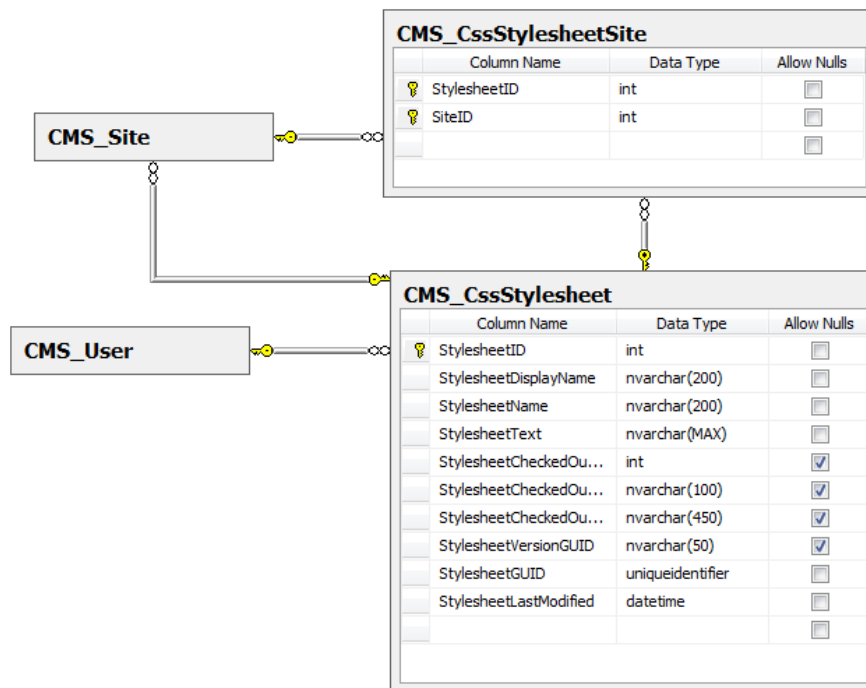 CMS_CssStylesheetSite
Column Name Data Type Allow Nulls
StylesheetID int
SiteID int
CMS_Site
CMS_CssStylesheet
Column Name Data Type Allow Nulls
CMS_User
StylesheetID int
StylesheetDisplayName nvarchar(200)
StylesheetName nvarchar(200)
StylesheetText nvarchar(MAX)
StylesheetCheckedOu... int
StylesheetCheckedOu... nvarchar(100)
StylesheetCheckedOu... nvarchar(450)
StylesheetVersionGUID nvarchar(50)
StylesheetGUID uniqueidentifier
StylesheetLastModified datetime